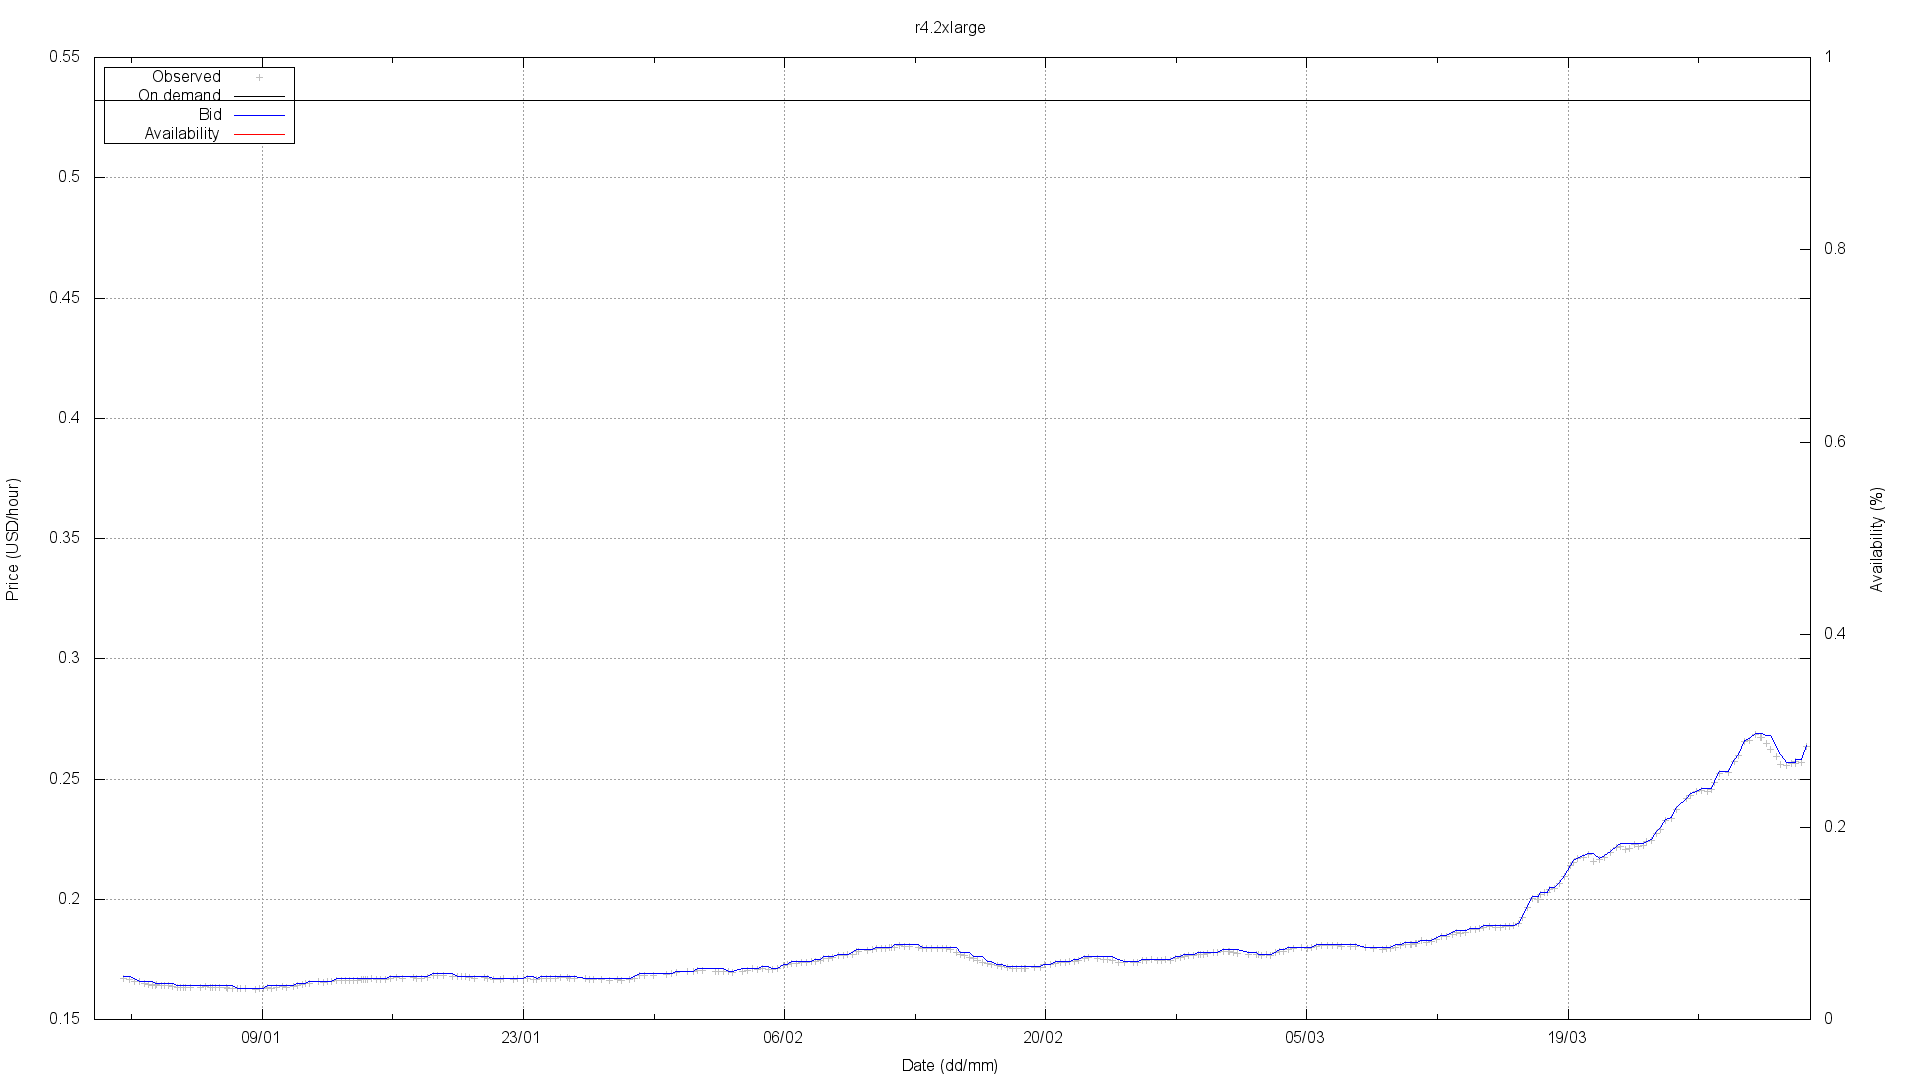 r4.2xlarge
Observed
On demand
Bid
Availability
0.55
0.5
0.45
0.4
0.35
0.3
0.25
0.2
0.15
1
0.8
0.6
0.4
0.2
0
Price (USD/hour)
Availability (%)
09/01
23/01
06/02
20/02
05/03
19/03
Date (dd/mm)